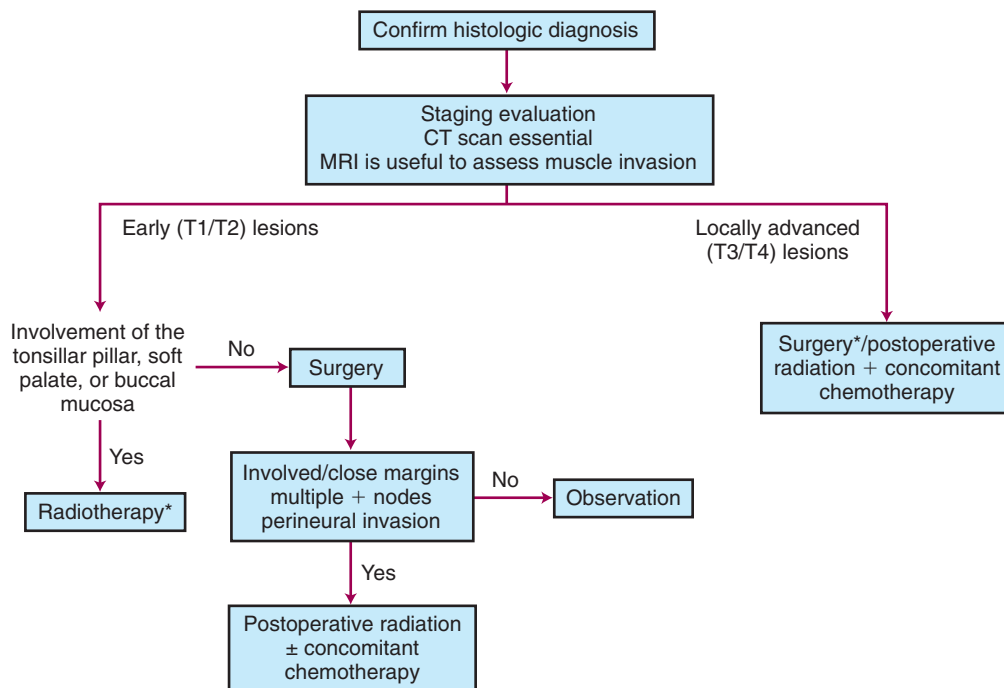 Confirm histologic diagnosis
Staging evaluation
CT scan essential
MRI is useful to assess muscle invasion
Early (T1/T2) lesions
Locally advanced
(T3/T4) lesions
Involvement of the
tonsillar pillar, soft
palate, or buccal
mucosa
No
Surgery
Surgery*/postoperative
radiation + concomitant
chemotherapy
Yes
Radiotherapy*
Involved/close margins
multiple + nodes
perineural invasion
No
Observation
Yes
Postoperative radiation
± concomitant
chemotherapy